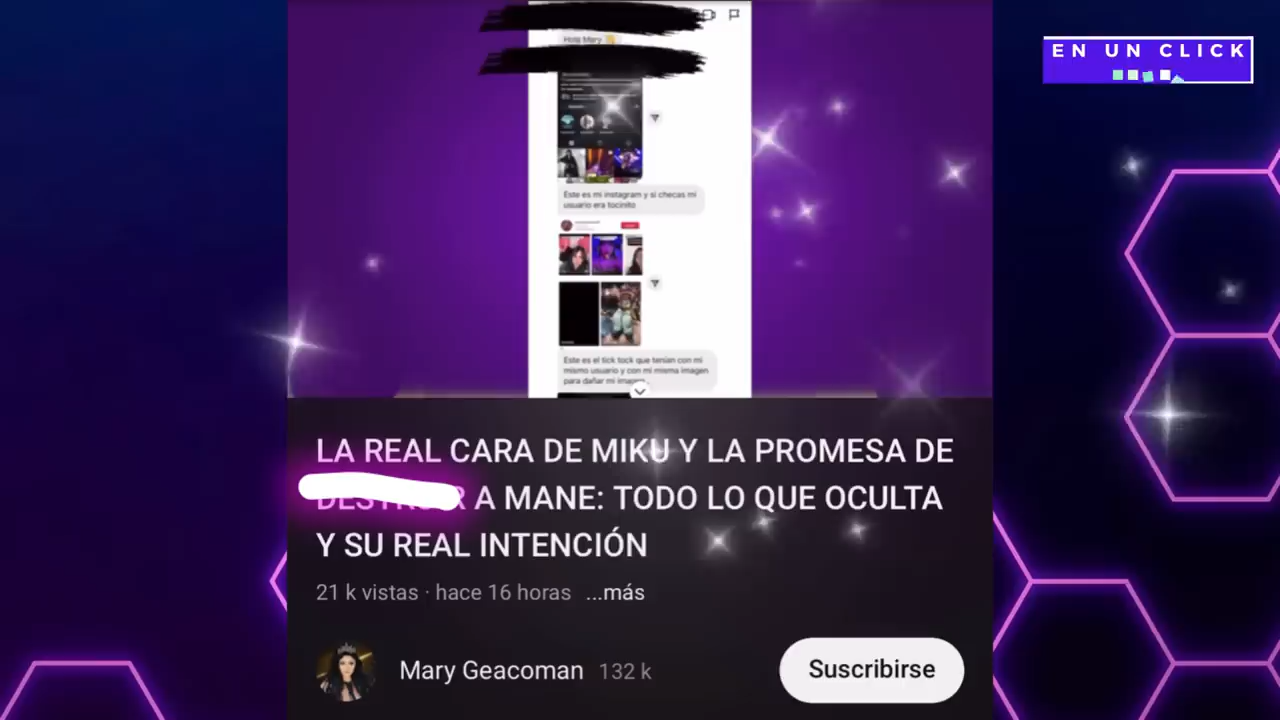 EN UN CLICK
Hola Mary
Este es mi instagram y si checas mi
usuario era tocinito
Este es el tick tock que tenían con mi
mismo usuario y con mi misma imagen
para dañar mi imagen
LA REAL CARA DE MIKU Y LA PROMESA DE
A MANE: TODO LO QUE OCULTA
Y SU REAL INTENCIÓN
21 k vistas · hace 16 horas ...más
Mary Geacoman 132 k
Suscribirse